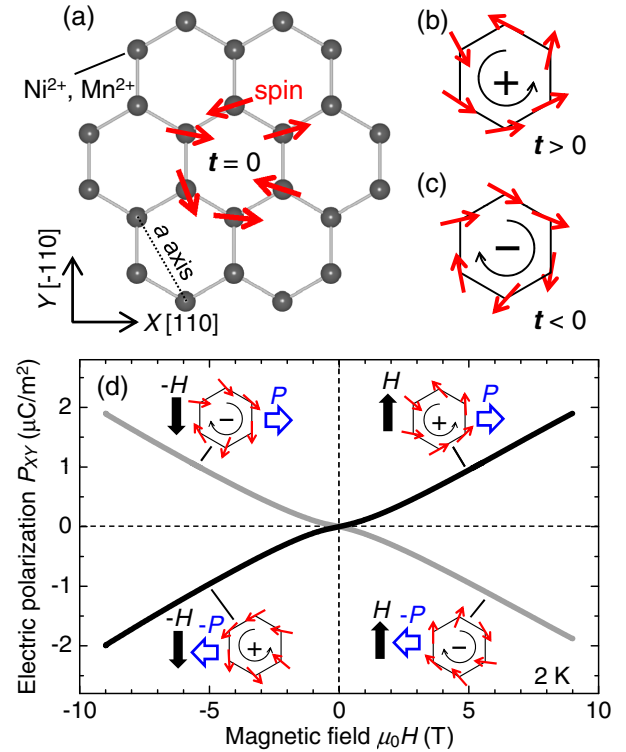 (a)
Ni²⁺, Mn²⁺
spin
t = 0
a axis
Y [-110]
X [110]
(b)
+
t > 0
(c)
−
t < 0
(d)
-H
−
P
H
+
P
-H
-P
+
H
-P
−
2 K
Electric polarization P_XY (μC/m²)
2
1
0
-1
-2
-10
-5
0
5
10
Magnetic field μ₀H (T)